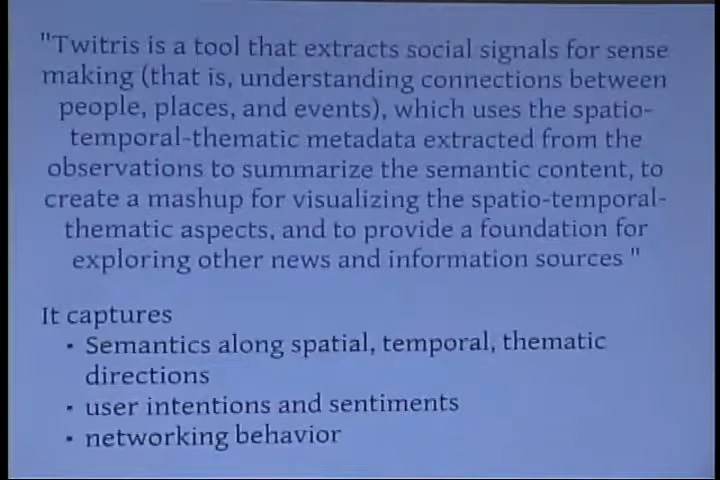 "Twitris is a tool that extracts social signals for sense
making (that is, understanding connections between
people, places, and events), which uses the spatio-
temporal-thematic metadata extracted from the
observations to summarize the semantic content, to
create a mashup for visualizing the spatio-temporal-
thematic aspects, and to provide a foundation for
exploring other news and information sources "
It captures
▪ Semantics along spatial, temporal, thematic
directions
▪ user intentions and sentiments
▪ networking behavior